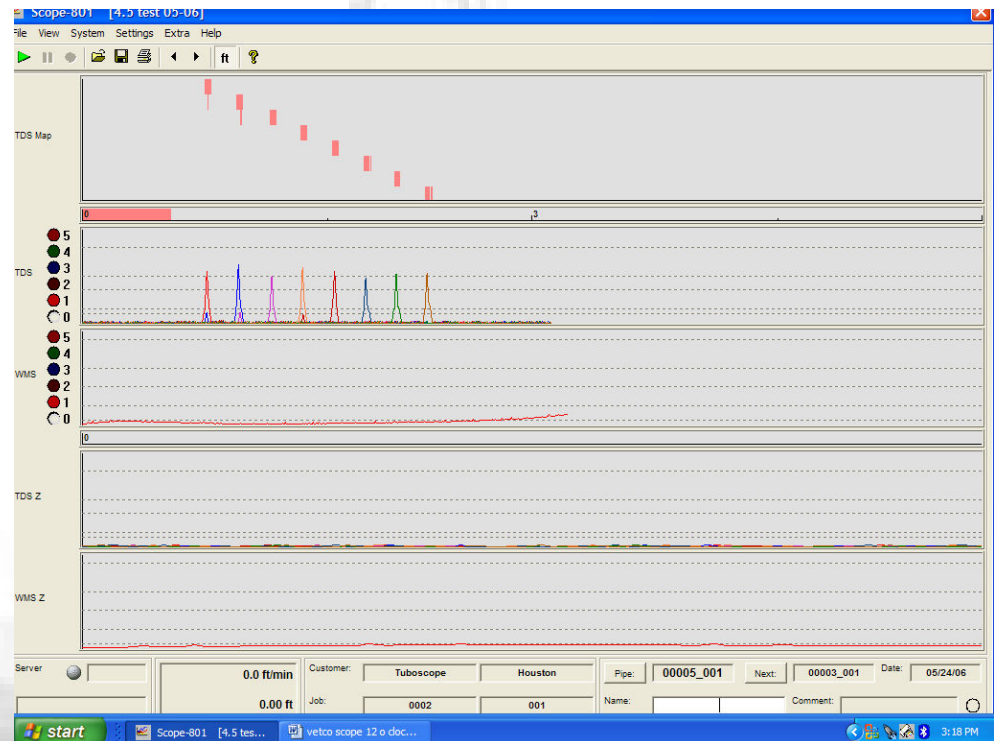 Scope-801 [4.5 test 05-06]
File View System Settings Extra Help
ft
TDS Map
0 3
TDS
5
4
3
2
1
0
WMS
5
4
3
2
1
0
0
TDS Z
WMS Z
Server 0.0 ft/min Customer: Tuboscope Houston Pipe: 00005_001 Next: 00003_001 Date: 05/24/06
0.00 ft Job: 0002 001 Name: Comment:
start Scope-801 [4.5 tes... vetco scope 12 o doc... 3:18 PM